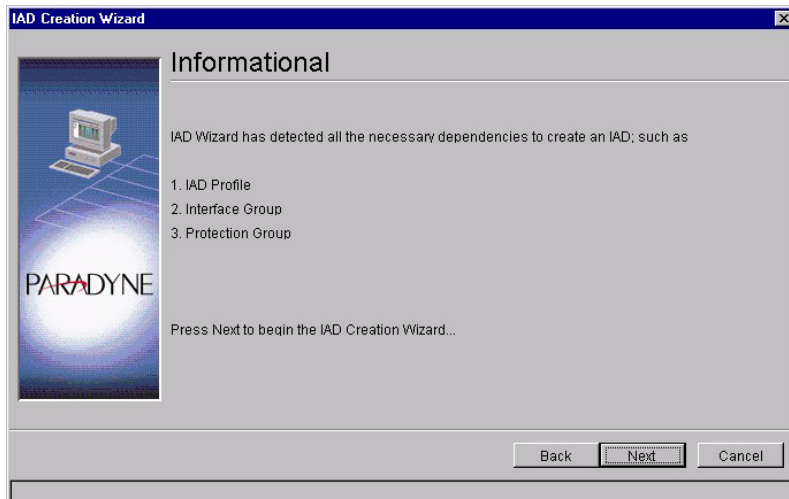 IAD Creation Wizard
Informational
IAD Wizard has detected all the necessary dependencies to create an IAD; such as
1. IAD Profile
2. Interface Group
3. Protection Group
PARADYNE
Press Next to begin the IAD Creation Wizard...
Back
Next
Cancel